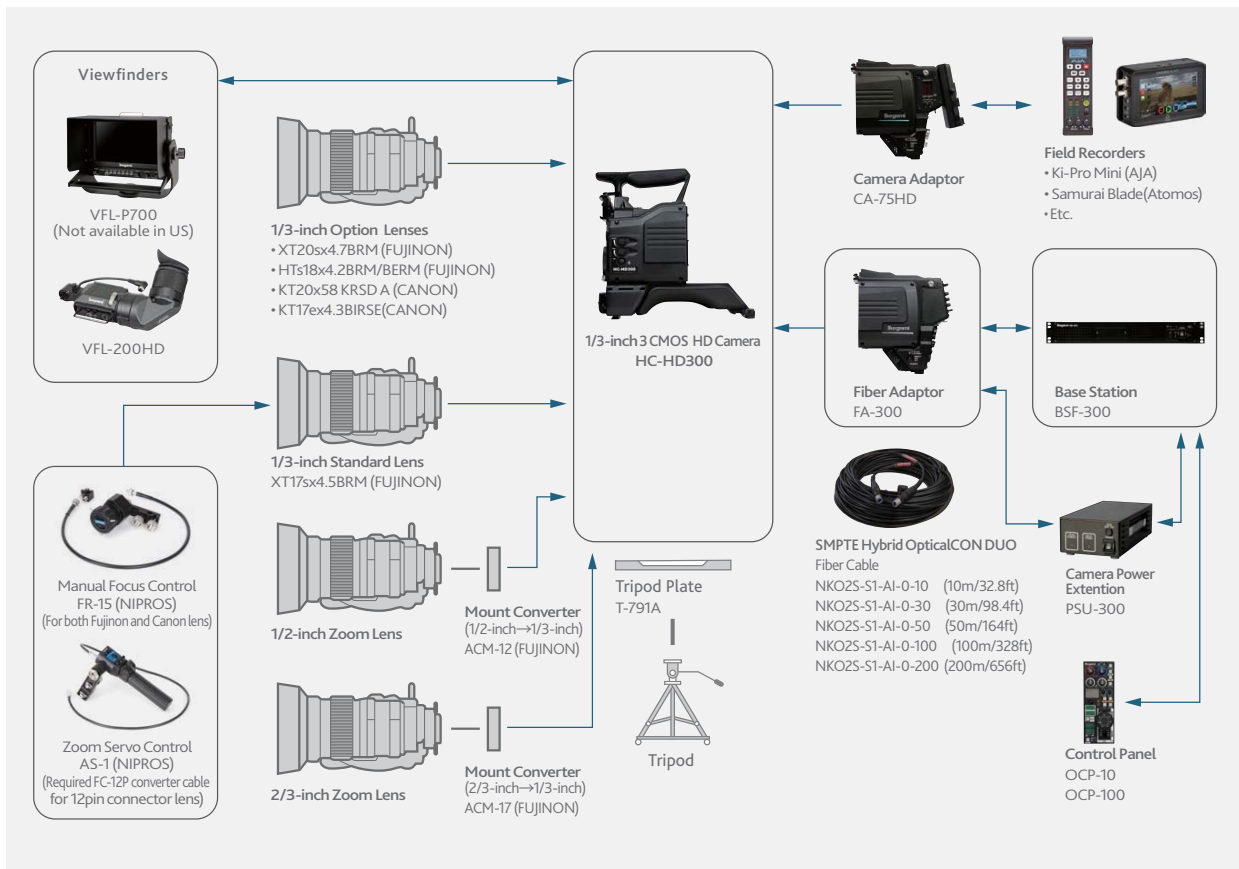 Viewfinders
VFL-P700
(Not available in US)
VFL-200HD
1/3-inch Option Lenses
• XT20sx4.7BRM (FUJINON)
• HTs18x4.2BRM/BERM (FUJINON)
• KT20x58 KRSD A (CANON)
• KT17ex4.3BIRSE(CANON)
1/3-inch Standard Lens
XT17sx4.5BRM (FUJINON)
Manual Focus Control
FR-15 (NIPROS)
(For both Fujinon and Canon lens)
Zoom Servo Control
AS-1 (NIPROS)
(Required FC-12P converter cable
for 12pin connector lens)
1/2-inch Zoom Lens
Mount Converter
(1/2-inch→1/3-inch)
ACM-12 (FUJINON)
2/3-inch Zoom Lens
Mount Converter
(2/3-inch→1/3-inch)
ACM-17 (FUJINON)
HC-HD300
1/3-inch 3 CMOS HD Camera
HC-HD300
Tripod Plate
T-791A
Tripod
Ikegami
Camera Adaptor
CA-75HD
AJA
Field Recorders
• Ki-Pro Mini (AJA)
• Samurai Blade(Atomos)
• Etc.
Ikegami
Fiber Adaptor
FA-300
Base Station
BSF-300
SMPTE Hybrid OpticalCON DUO
Fiber Cable
NKO2S-S1-AI-0-10 (10m/32.8ft)
NKO2S-S1-AI-0-30 (30m/98.4ft)
NKO2S-S1-AI-0-50 (50m/164ft)
NKO2S-S1-AI-0-100 (100m/328ft)
NKO2S-S1-AI-0-200 (200m/656ft)
Camera Power
Extention
PSU-300
Control Panel
OCP-10
OCP-100